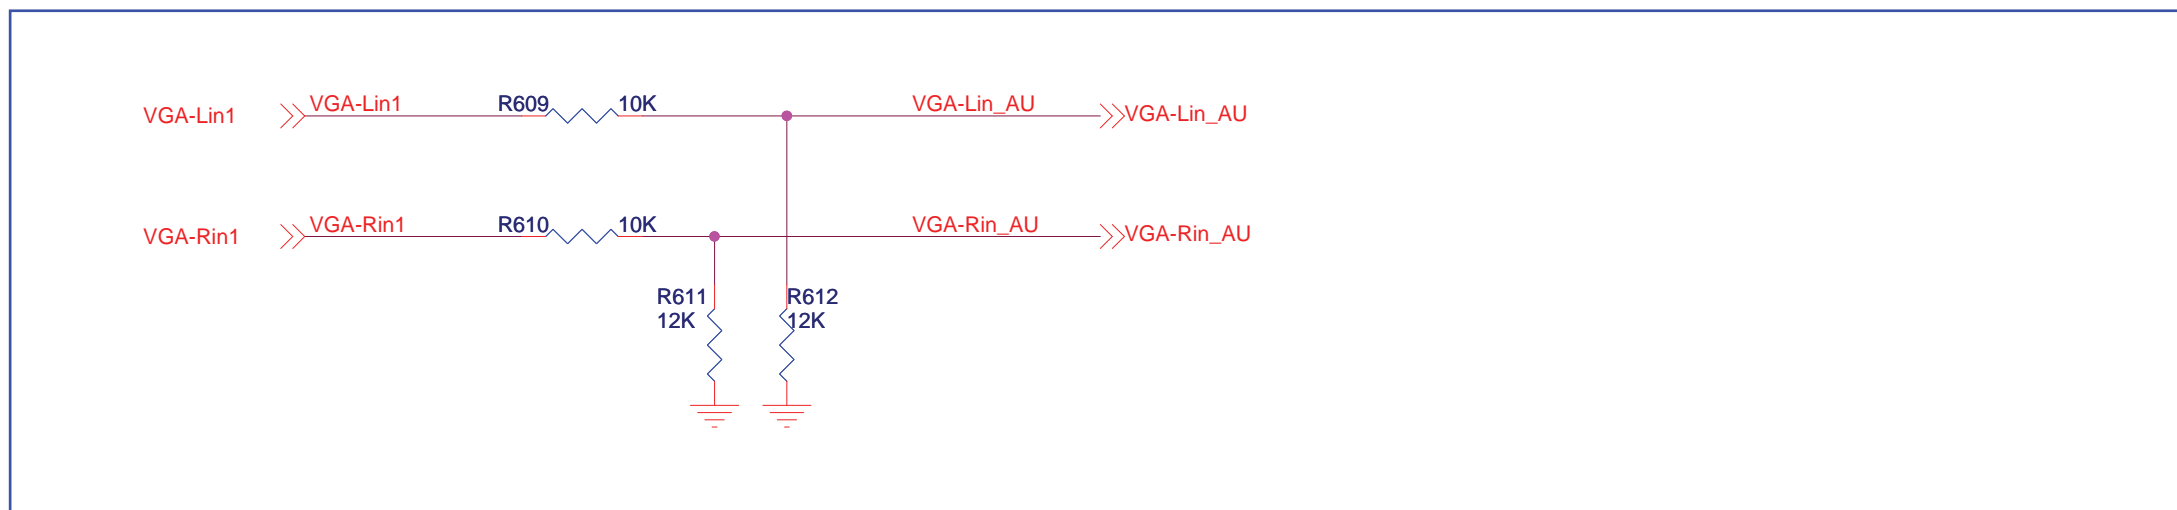 VGA-Lin1 VGA-Lin1 R609 10K VGA-Lin_AU VGA-Lin_AU
VGA-Rin1 VGA-Rin1 R610 10K VGA-Rin_AU VGA-Rin_AU
R611 R612
12K 12K